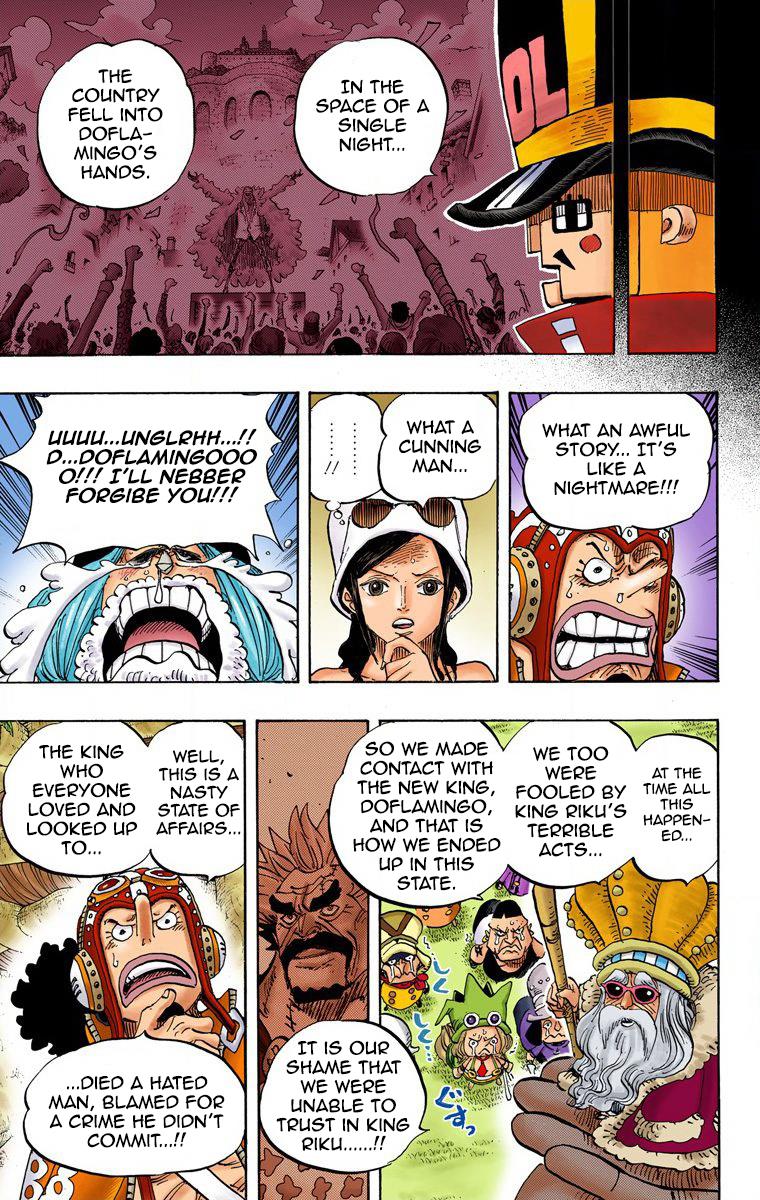 OL
IN THE
SPACE OF A
SINGLE
NIGHT...
THE
COUNTRY
FELL INTO
DOFLA-
MINGO'S
HANDS.
WHAT AN AWFUL
STORY... IT'S
LIKE A
NIGHTMARE!!!
WHAT A
CUNNING
MAN...
......!!
UUUU...UNGLRHH...!!
D...DOFLAMINGOOO
O!!! I'LL NEBBER
FORGIBE YOU!!!
AT THE
TIME ALL
THIS
HAPPEN-
ED...
WE TOO
WERE
FOOLED BY
KING RIKU'S
TERRIBLE
ACTS...
SO WE MADE
CONTACT WITH
THE NEW KING,
DOFLAMINGO,
AND THAT IS
HOW WE ENDED
UP IN THIS
STATE.
しく
しく...
ぐすっ
IT IS OUR
SHAME THAT
WE WERE
UNABLE TO
TRUST IN KING
RIKU......!!
WELL,
THIS IS A
NASTY
STATE OF
AFFAIRS...
THE KING
WHO
EVERYONE
LOVED AND
LOOKED UP
TO...
...DIED A HATED
MAN, BLAMED FOR
A CRIME HE DIDN'T
COMMIT...!!